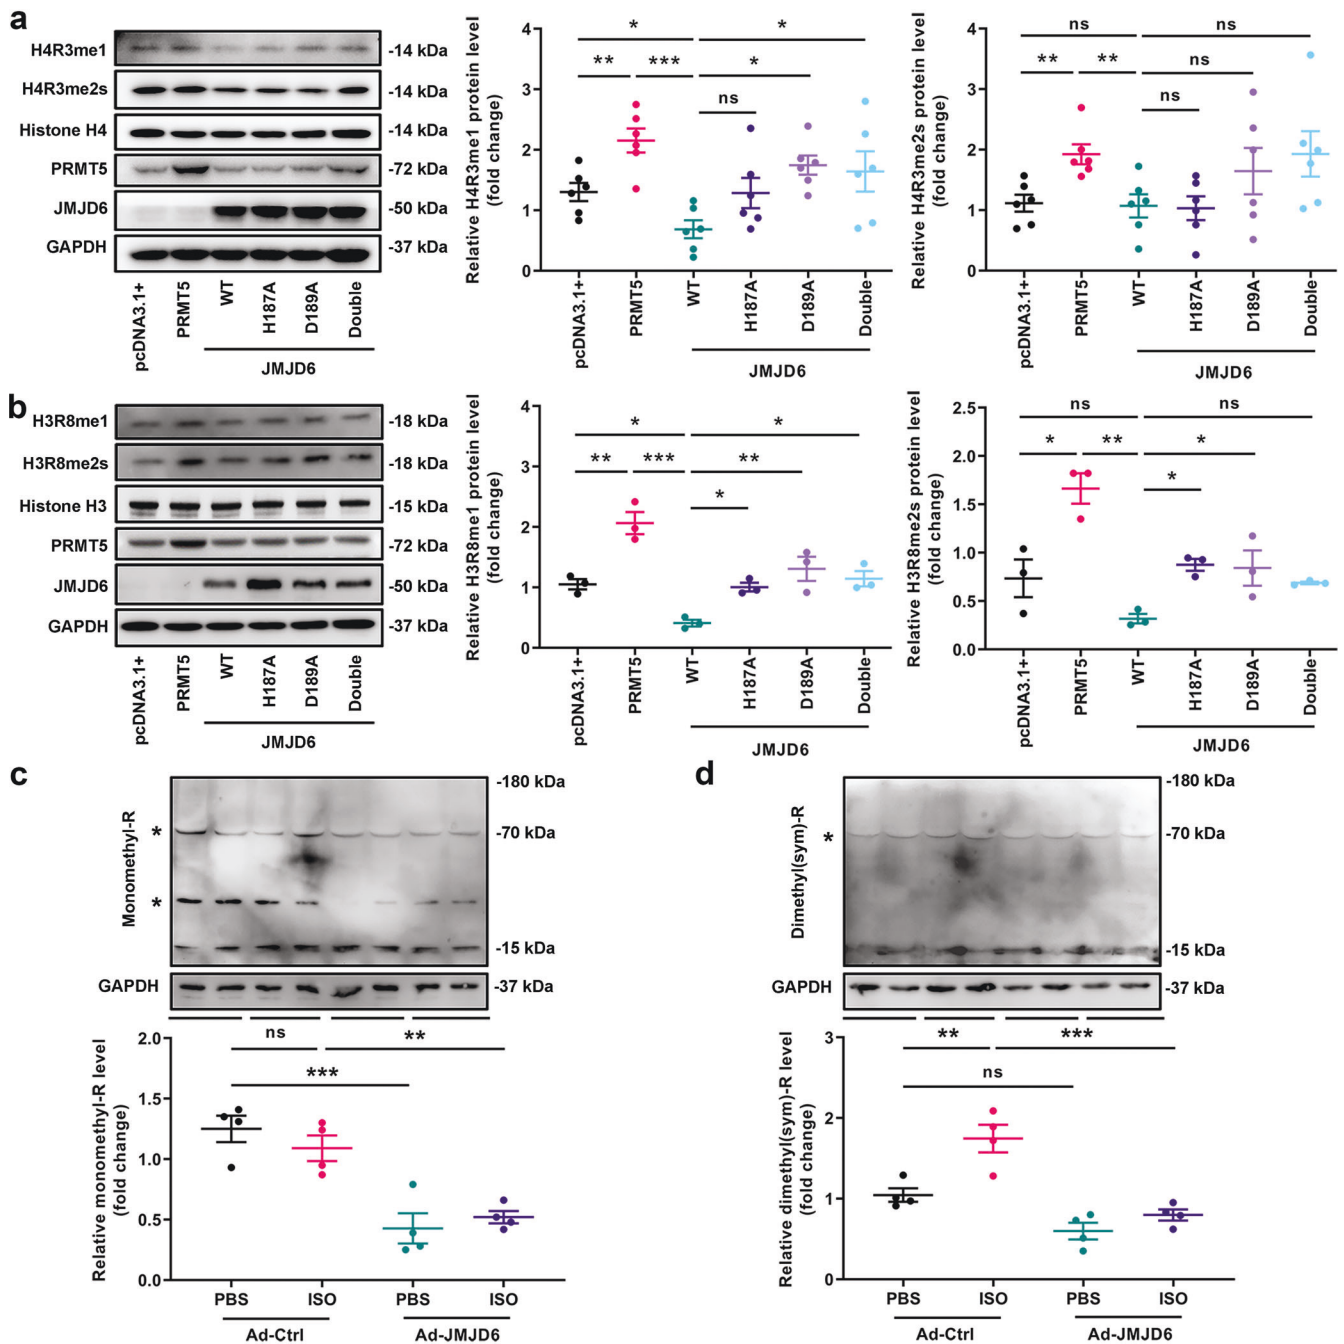 a
H4R3me1
-14 kDa
H4R3me2s
-14 kDa
Histone H4
-14 kDa
PRMT5
-72 kDa
JMJD6
-50 kDa
GAPDH
-37 kDa
pcDNA3.1+
PRMT5
WT
H187A
D189A
Double
JMJD6
Relative H4R3me1 protein level
(fold change)
4
3
2
1
0
*
*
** ***
*
ns
pcDNA3.1+
PRMT5
WT
H187A
D189A
Double
JMJD6
Relative H4R3me2s protein level
(fold change)
4
3
2
1
0
ns
ns
** **
ns
ns
pcDNA3.1+
PRMT5
WT
H187A
D189A
Double
JMJD6
b
H3R8me1
-18 kDa
H3R8me2s
-18 kDa
Histone H3
-15 kDa
PRMT5
-72 kDa
JMJD6
-50 kDa
GAPDH
-37 kDa
pcDNA3.1+
PRMT5
WT
H187A
D189A
Double
JMJD6
Relative H3R8me1 protein level
(fold change)
4
3
2
1
0
*
*
** ***
**
*
pcDNA3.1+
PRMT5
WT
H187A
D189A
Double
JMJD6
Relative H3R8me2s protein level
(fold change)
2.5
2.0
1.5
1.0
0.5
0.0
ns
ns
* **
*
*
pcDNA3.1+
PRMT5
WT
H187A
D189A
Double
JMJD6
c
Monomethyl-R
*
*
-180 kDa
-70 kDa
-15 kDa
GAPDH
-37 kDa
Relative monomethyl-R level
(fold change)
2.0
1.5
1.0
0.5
0.0
ns
**
***
PBS
ISO
PBS
ISO
Ad-Ctrl
Ad-JMJD6
d
Dimethyl(sym)-R
*
-180 kDa
-70 kDa
-15 kDa
GAPDH
-37 kDa
Relative dimethyl(sym)-R level
(fold change)
3
2
1
0
**
***
ns
PBS
ISO
PBS
ISO
Ad-Ctrl
Ad-JMJD6